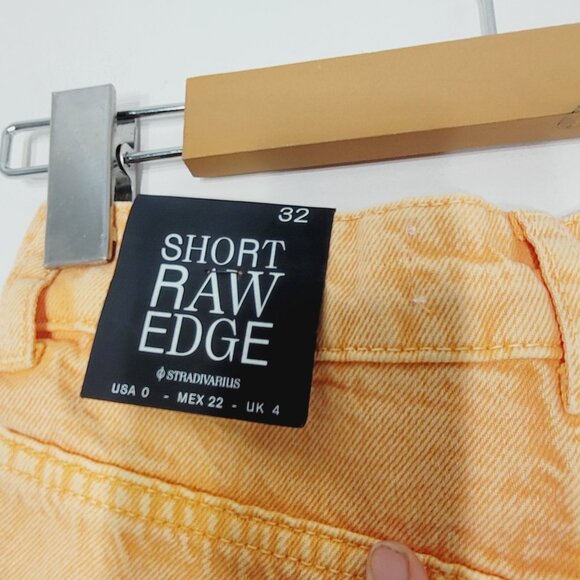 32
SHORT
RAW
EDGE
STRADIVARIUS
USA 0 - MEX 22 - UK 4